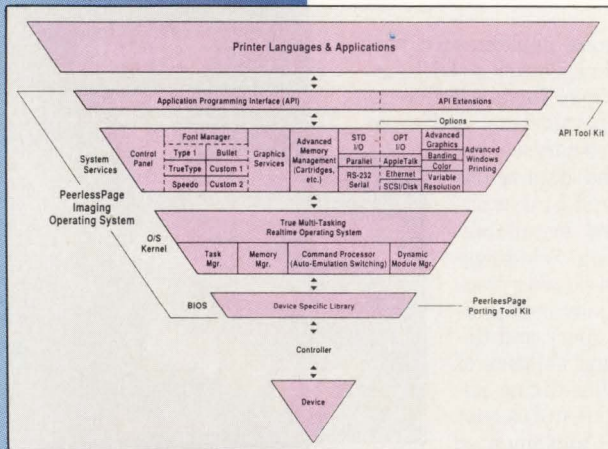 Printer Languages & Applications
Application Programming Interface (API)
API Extensions
API Tool Kit
Options
System
Services
PeerlessPage
Imaging
Operating System
Control
Panel
Font Manager
Type 1
Bullet
TrueType
Custom 1
Speedo
Custom 2
Graphics
Services
Advanced
Memory
Management
(Cartridges,
etc.)
STD
I/O
Parallel
RS-232
Serial
OPT
I/O
AppleTalk
Ethernet
SCSI/Disk
Advanced
Graphics
Banding
Color
Variable
Resolution
Advanced
Windows
Printing
O/S
Kernel
True Multi-Tasking
Realtime Operating System
Task
Mgr.
Memory
Mgr.
Command Processor
(Auto-Emulation Switching)
Dynamic
Module Mgr.
BIOS
Device Specific Library
PeerleesPage
Porting Tool Kit
Controller
Device